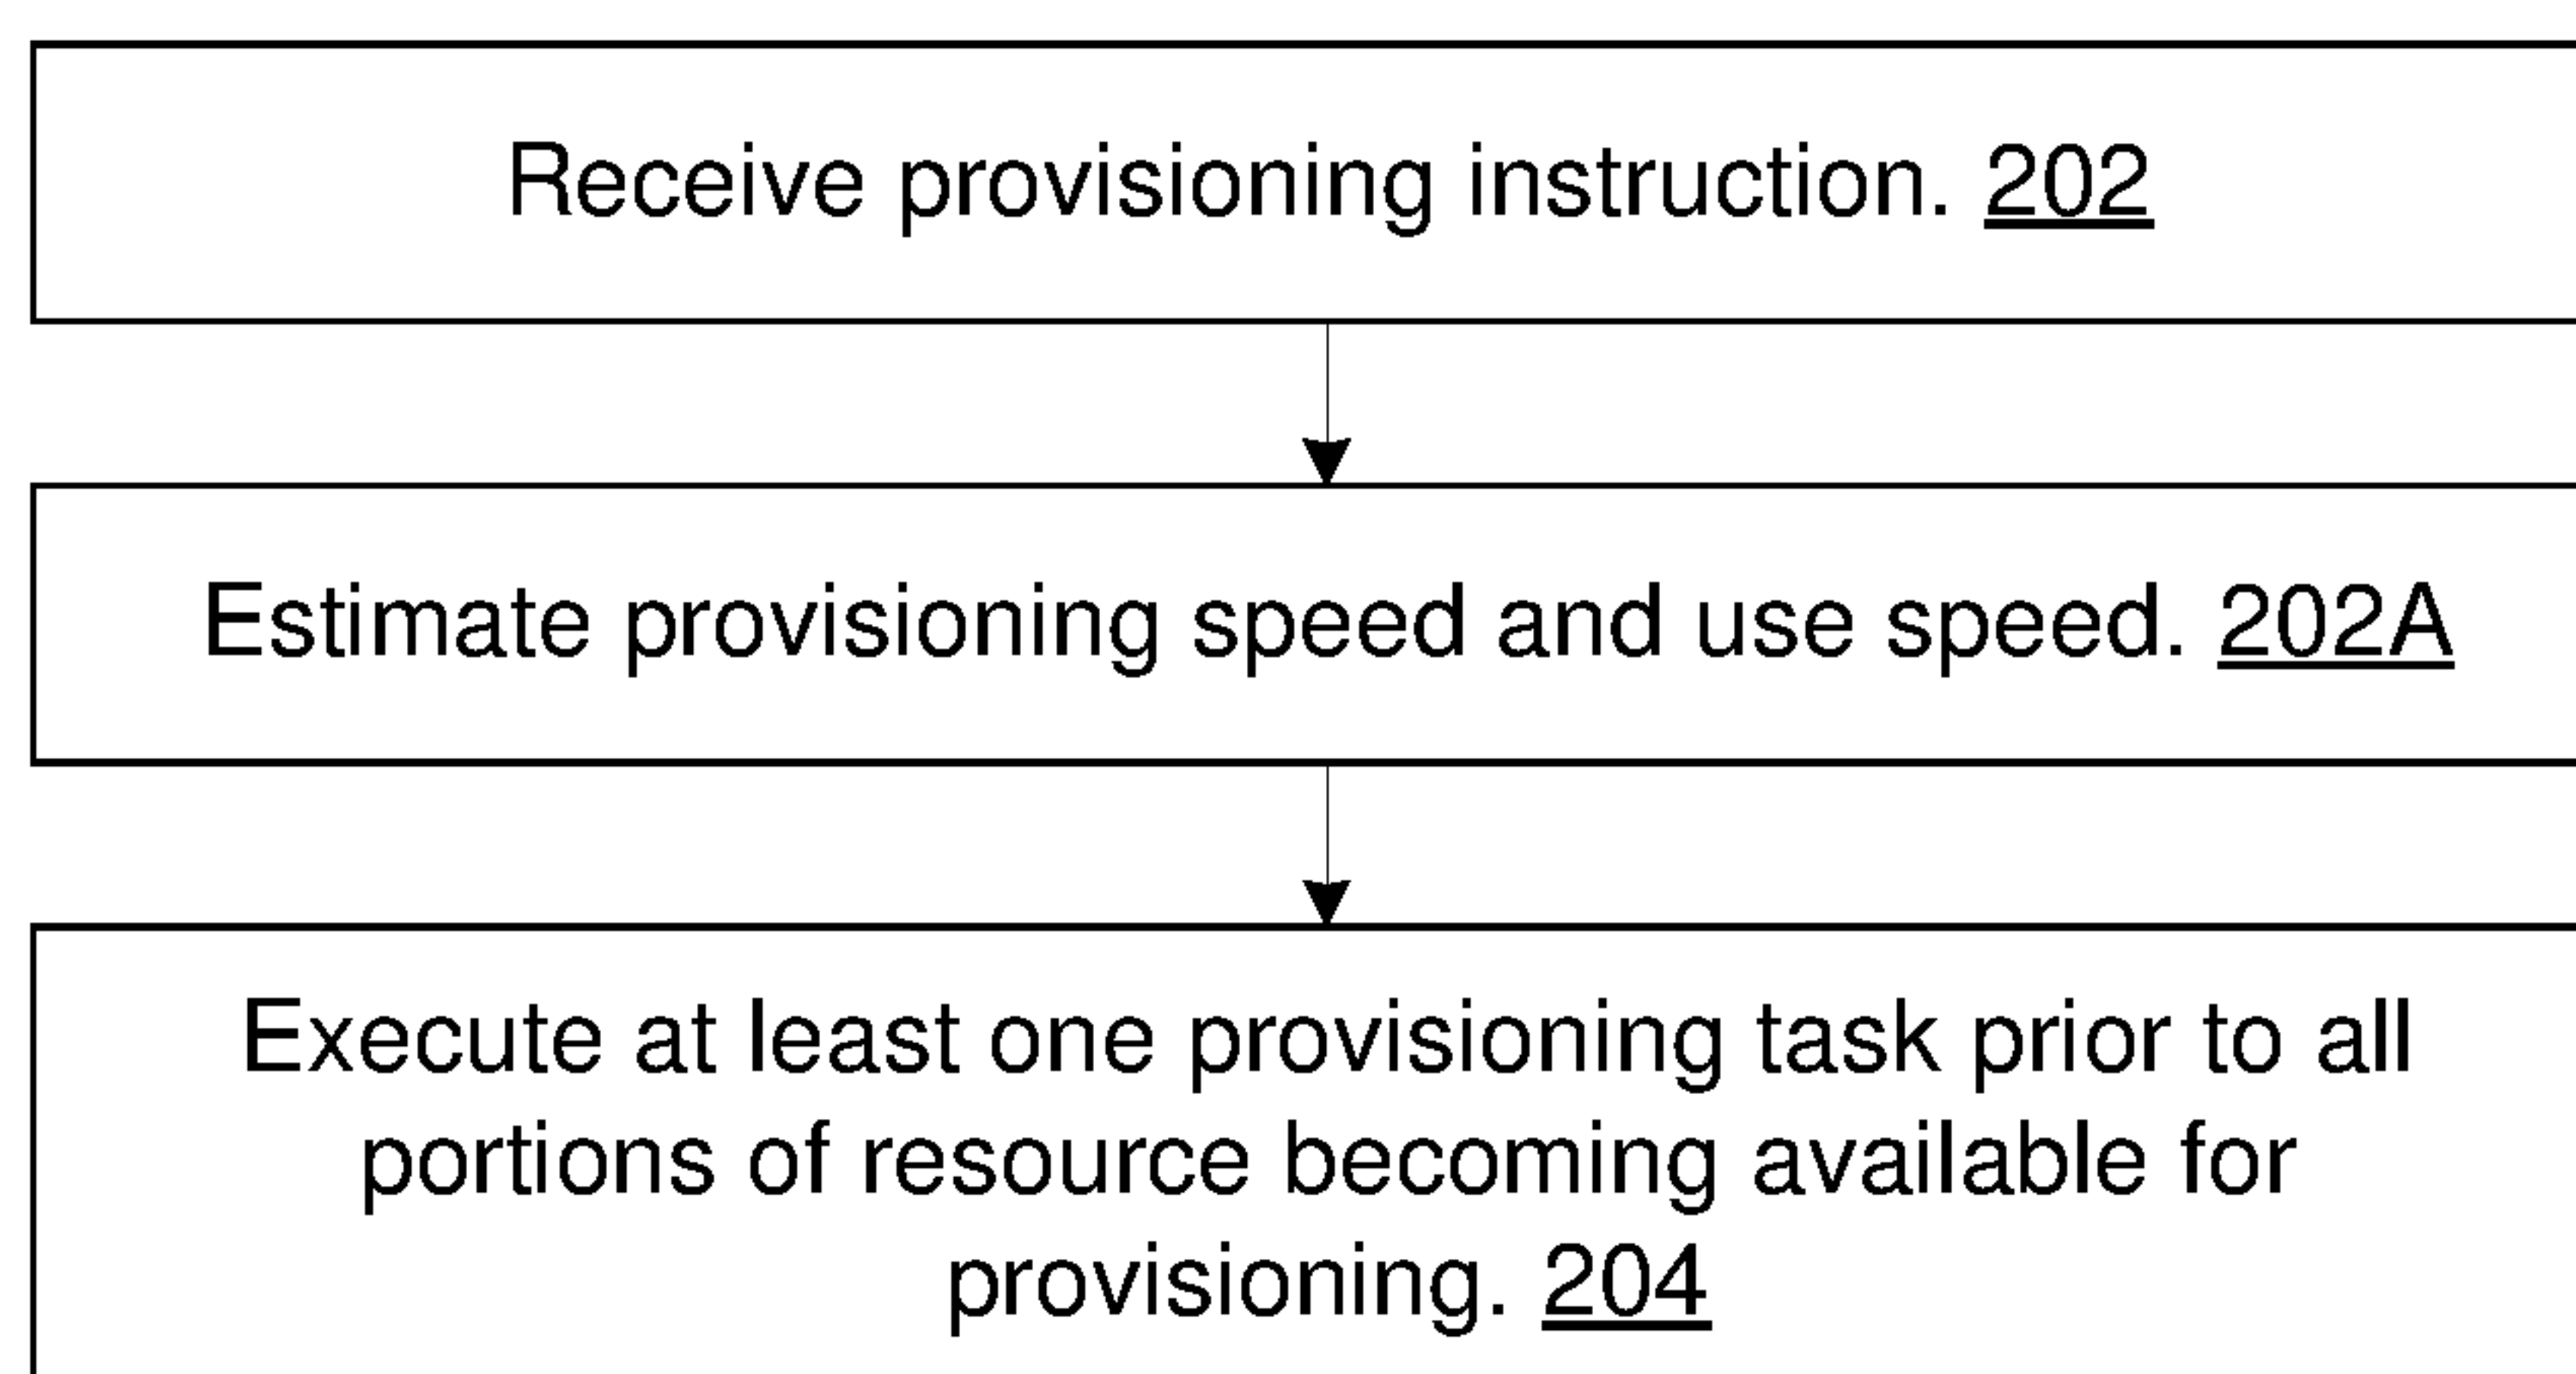 Receive provisioning instruction. 202
Estimate provisioning speed and use speed. 202A
Execute at least one provisioning task prior to all
portions of resource becoming available for
provisioning. 204